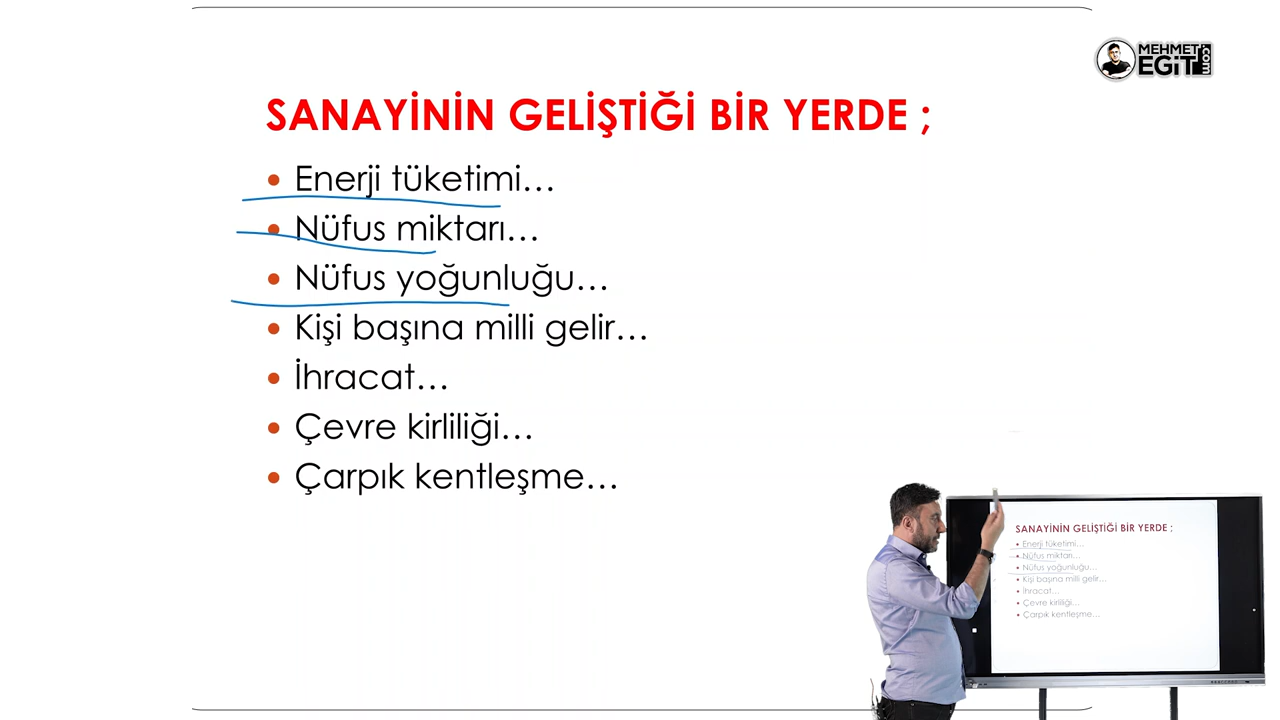 MEHMET
EGİT
.com
SANAYİNİN GELİŞTİĞİ BİR YERDE ;
• Enerji tüketimi...
• Nüfus miktarı...
• Nüfus yoğunluğu...
• Kişi başına milli gelir...
• İhracat...
• Çevre kirliliği...
• Çarpık kentleşme...
SANAYİNİN GELİŞTİĞİ BİR YERDE ;
• Enerji tüketimi...
• Nüfus miktarı...
• Nüfus yoğunluğu...
• Kişi başına milli gelir...
• İhracat...
• Çevre kirliliği...
• Çarpık kentleşme...